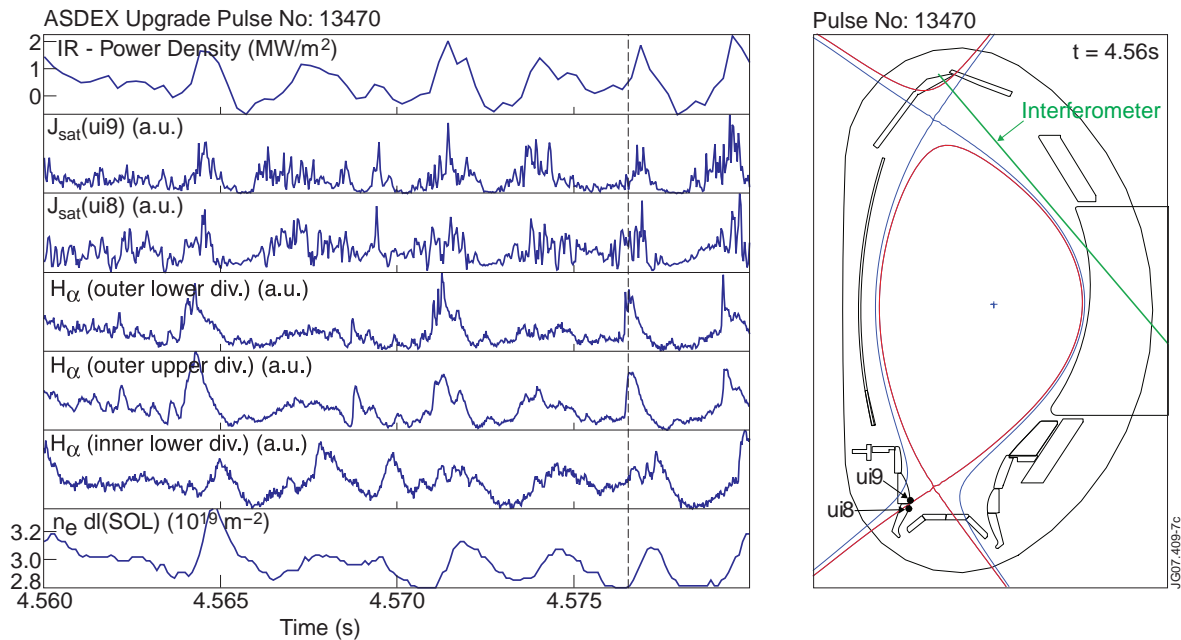 ASDEX Upgrade Pulse No: 13470
IR - Power Density (MW/m²)
2
1
0
Jsat(ui9) (a.u.)
Jsat(ui8) (a.u.)
Hα (outer lower div.) (a.u.)
Hα (outer upper div.) (a.u.)
Hα (inner lower div.) (a.u.)
ne dl(SOL) (10¹⁹ m⁻²)
3.2
3.0
2.8
4.560 4.565 4.570 4.575
Time (s)
Pulse No: 13470
t = 4.56s
Interferometer
ui9
ui8
JG07.409-7c